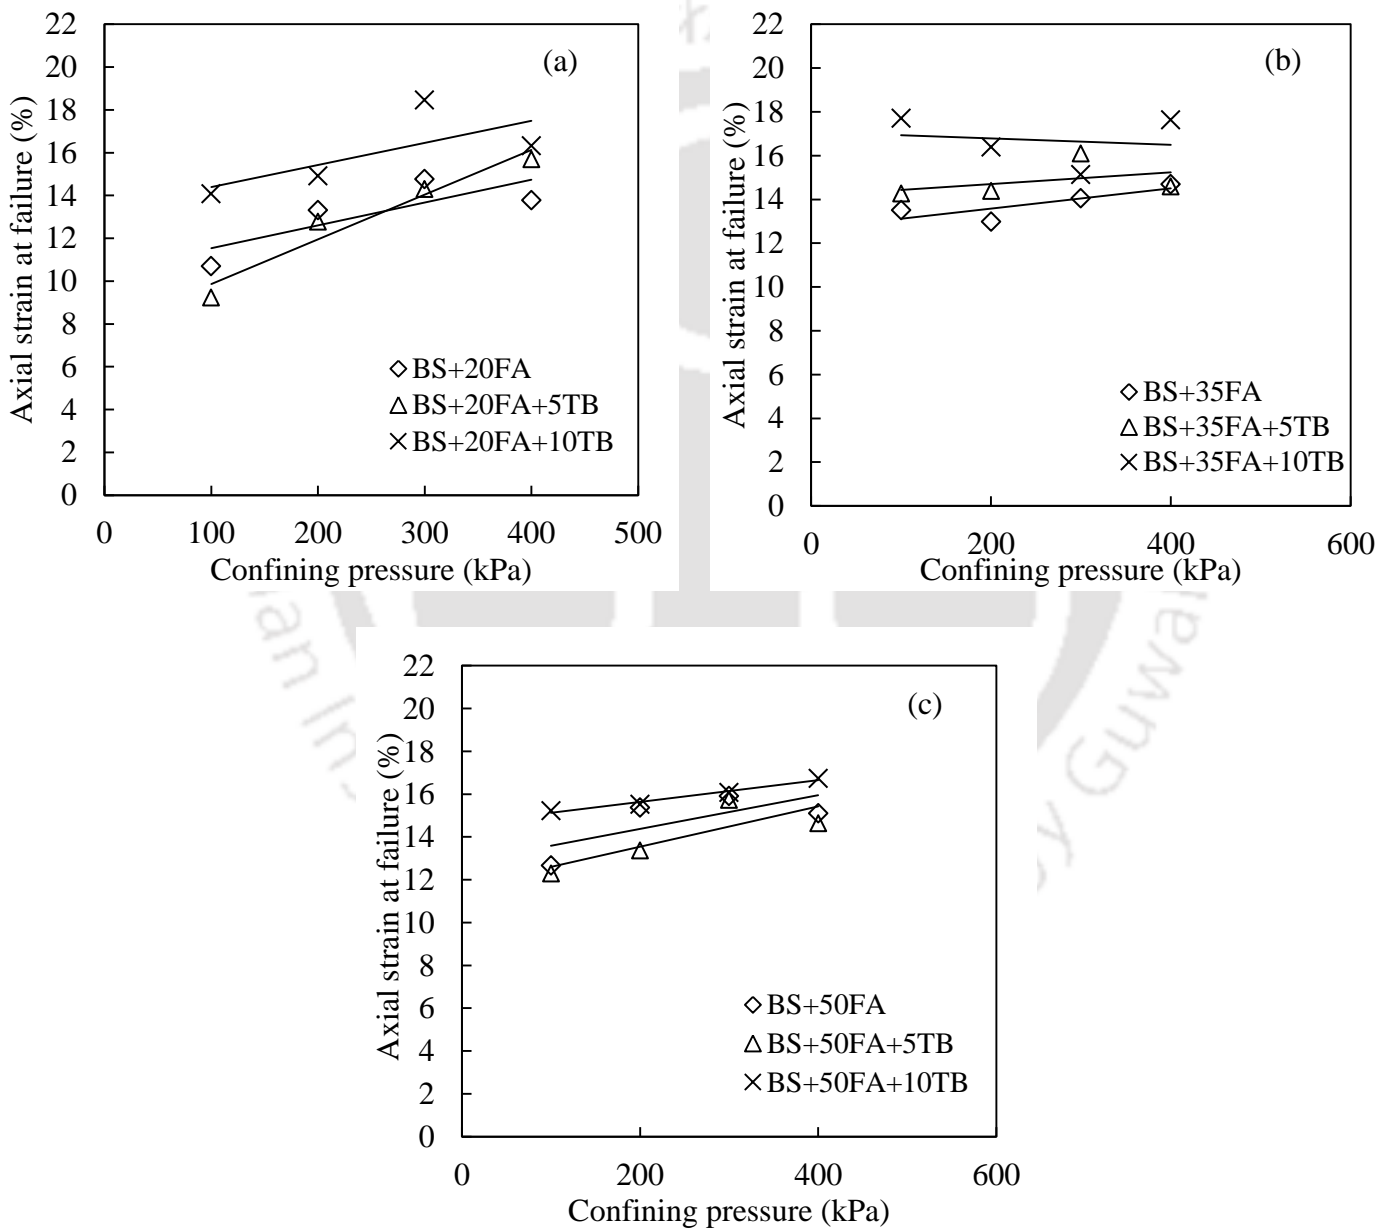 (a)
Axial strain at failure (%)
22
20
18
16
14
12
10
8
6
4
2
0
BS+20FA
BS+20FA+5TB
BS+20FA+10TB
0 100 200 300 400 500
Confining pressure (kPa)
(b)
Axial strain at failure (%)
22
20
18
16
14
12
10
8
6
4
2
0
BS+35FA
BS+35FA+5TB
BS+35FA+10TB
0 200 400 600
Confining pressure (kPa)
(c)
Axial strain at failure (%)
22
20
18
16
14
12
10
8
6
4
2
0
BS+50FA
BS+50FA+5TB
BS+50FA+10TB
0 200 400 600
Confining pressure (kPa)